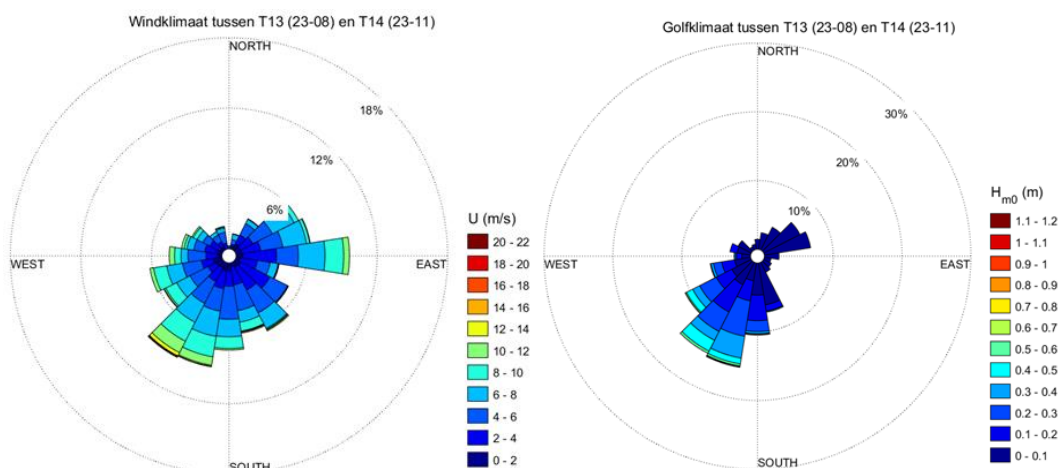 Windklimaat tussen T13 (23-08) en T14 (23-11)
NORTH
18%
12%
6%
WEST
EAST
SOUTH
U (m/s)
20 - 22
18 - 20
16 - 18
14 - 16
12 - 14
10 - 12
8 - 10
6 - 8
4 - 6
2 - 4
0 - 2
Golfklimaat tussen T13 (23-08) en T14 (23-11)
NORTH
30%
20%
10%
WEST
EAST
SOUTH
H_m0 (m)
1.1 - 1.2
1 - 1.1
0.9 - 1
0.8 - 0.9
0.7 - 0.8
0.6 - 0.7
0.5 - 0.6
0.4 - 0.5
0.3 - 0.4
0.2 - 0.3
0.1 - 0.2
0 - 0.1